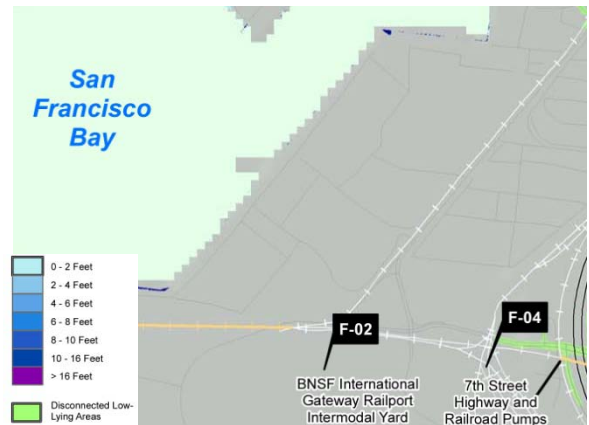 San
Francisco
Bay
0 - 2 Feet
2 - 4 Feet
4 - 6 Feet
6 - 8 Feet
8 - 10 Feet
10 - 16 Feet
> 16 Feet
Disconnected Low-
Lying Areas
F-02
BNSF International
Gateway Railport
Intermodal Yard
F-04
7th Street
Highway and
Railroad Pumps